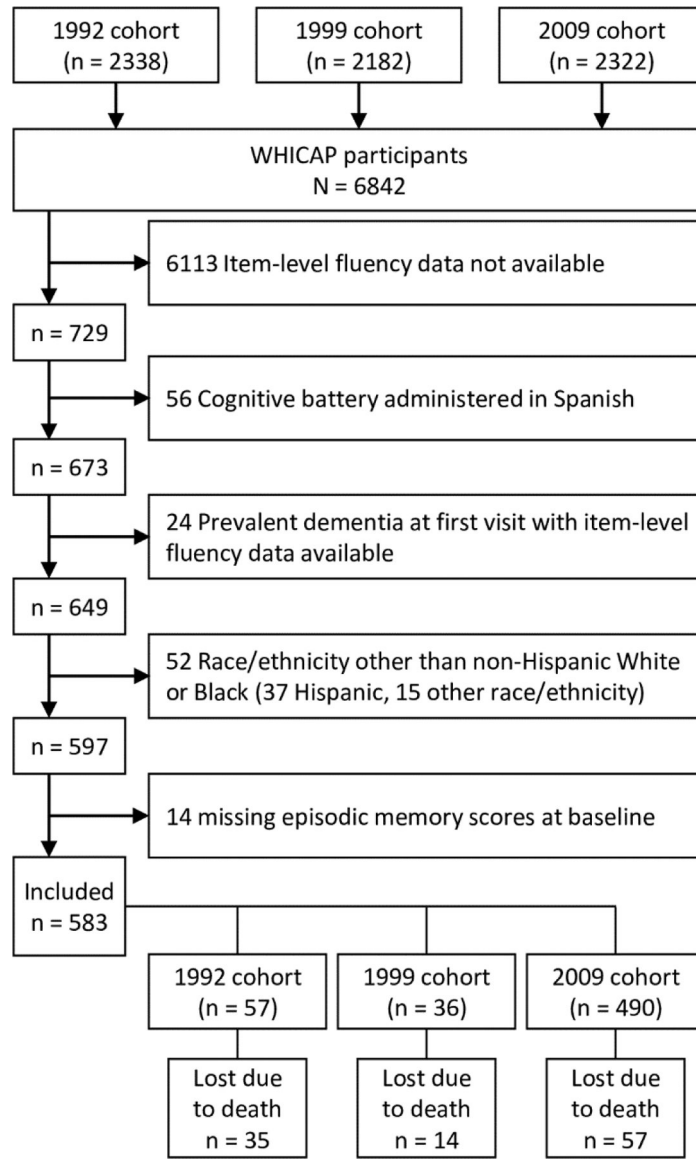 1992 cohort
(n = 2338)
1999 cohort
(n = 2182)
2009 cohort
(n = 2322)
WHICAP participants
N = 6842
6113 Item-level fluency data not available
n = 729
56 Cognitive battery administered in Spanish
n = 673
24 Prevalent dementia at first visit with item-level
fluency data available
n = 649
52 Race/ethnicity other than non-Hispanic White
or Black (37 Hispanic, 15 other race/ethnicity)
n = 597
14 missing episodic memory scores at baseline
Included
n = 583
1992 cohort
(n = 57)
1999 cohort
(n = 36)
2009 cohort
(n = 490)
Lost due
to death
n = 35
Lost due
to death
n = 14
Lost due
to death
n = 57